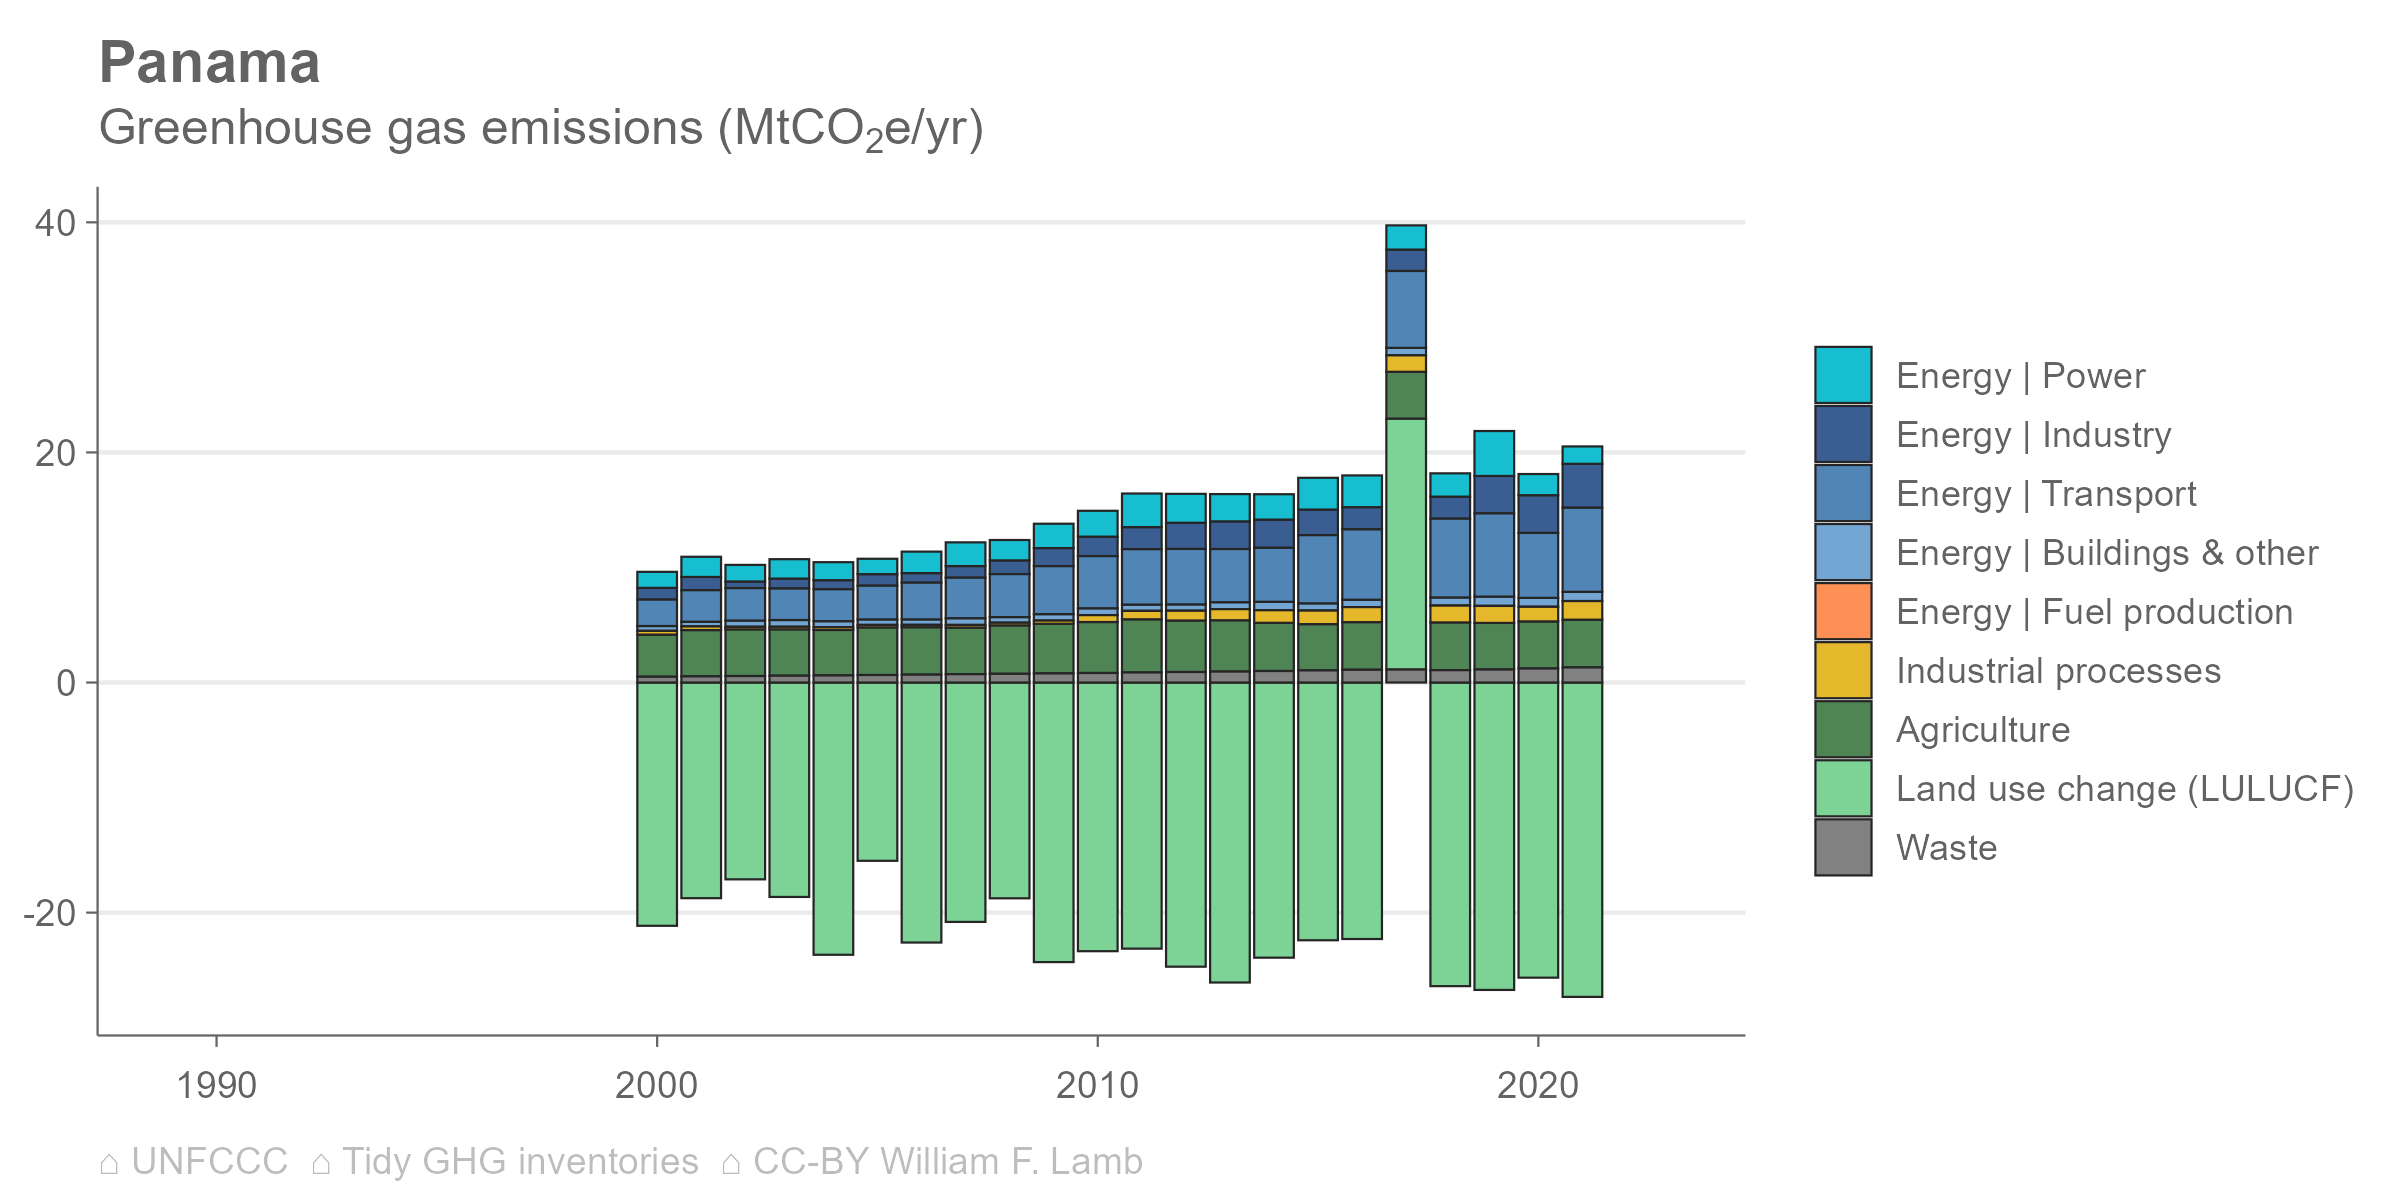 Panama
Greenhouse gas emissions (MtCO₂e/yr)
40
20
0
-20
1990
2000
2010
2020
Energy | Power
Energy | Industry
Energy | Transport
Energy | Buildings & other
Energy | Fuel production
Industrial processes
Agriculture
Land use change (LULUCF)
Waste
⌂ UNFCCC ⌂ Tidy GHG inventories ⌂ CC-BY William F. Lamb